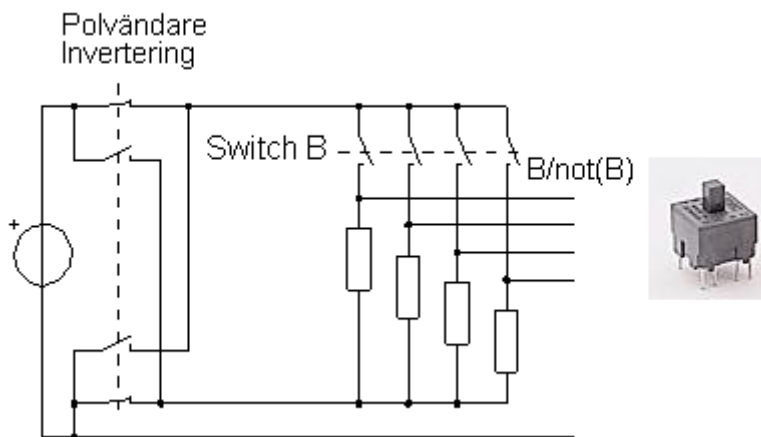 Polvändare
Invertering
Switch B
B/not(B)
+